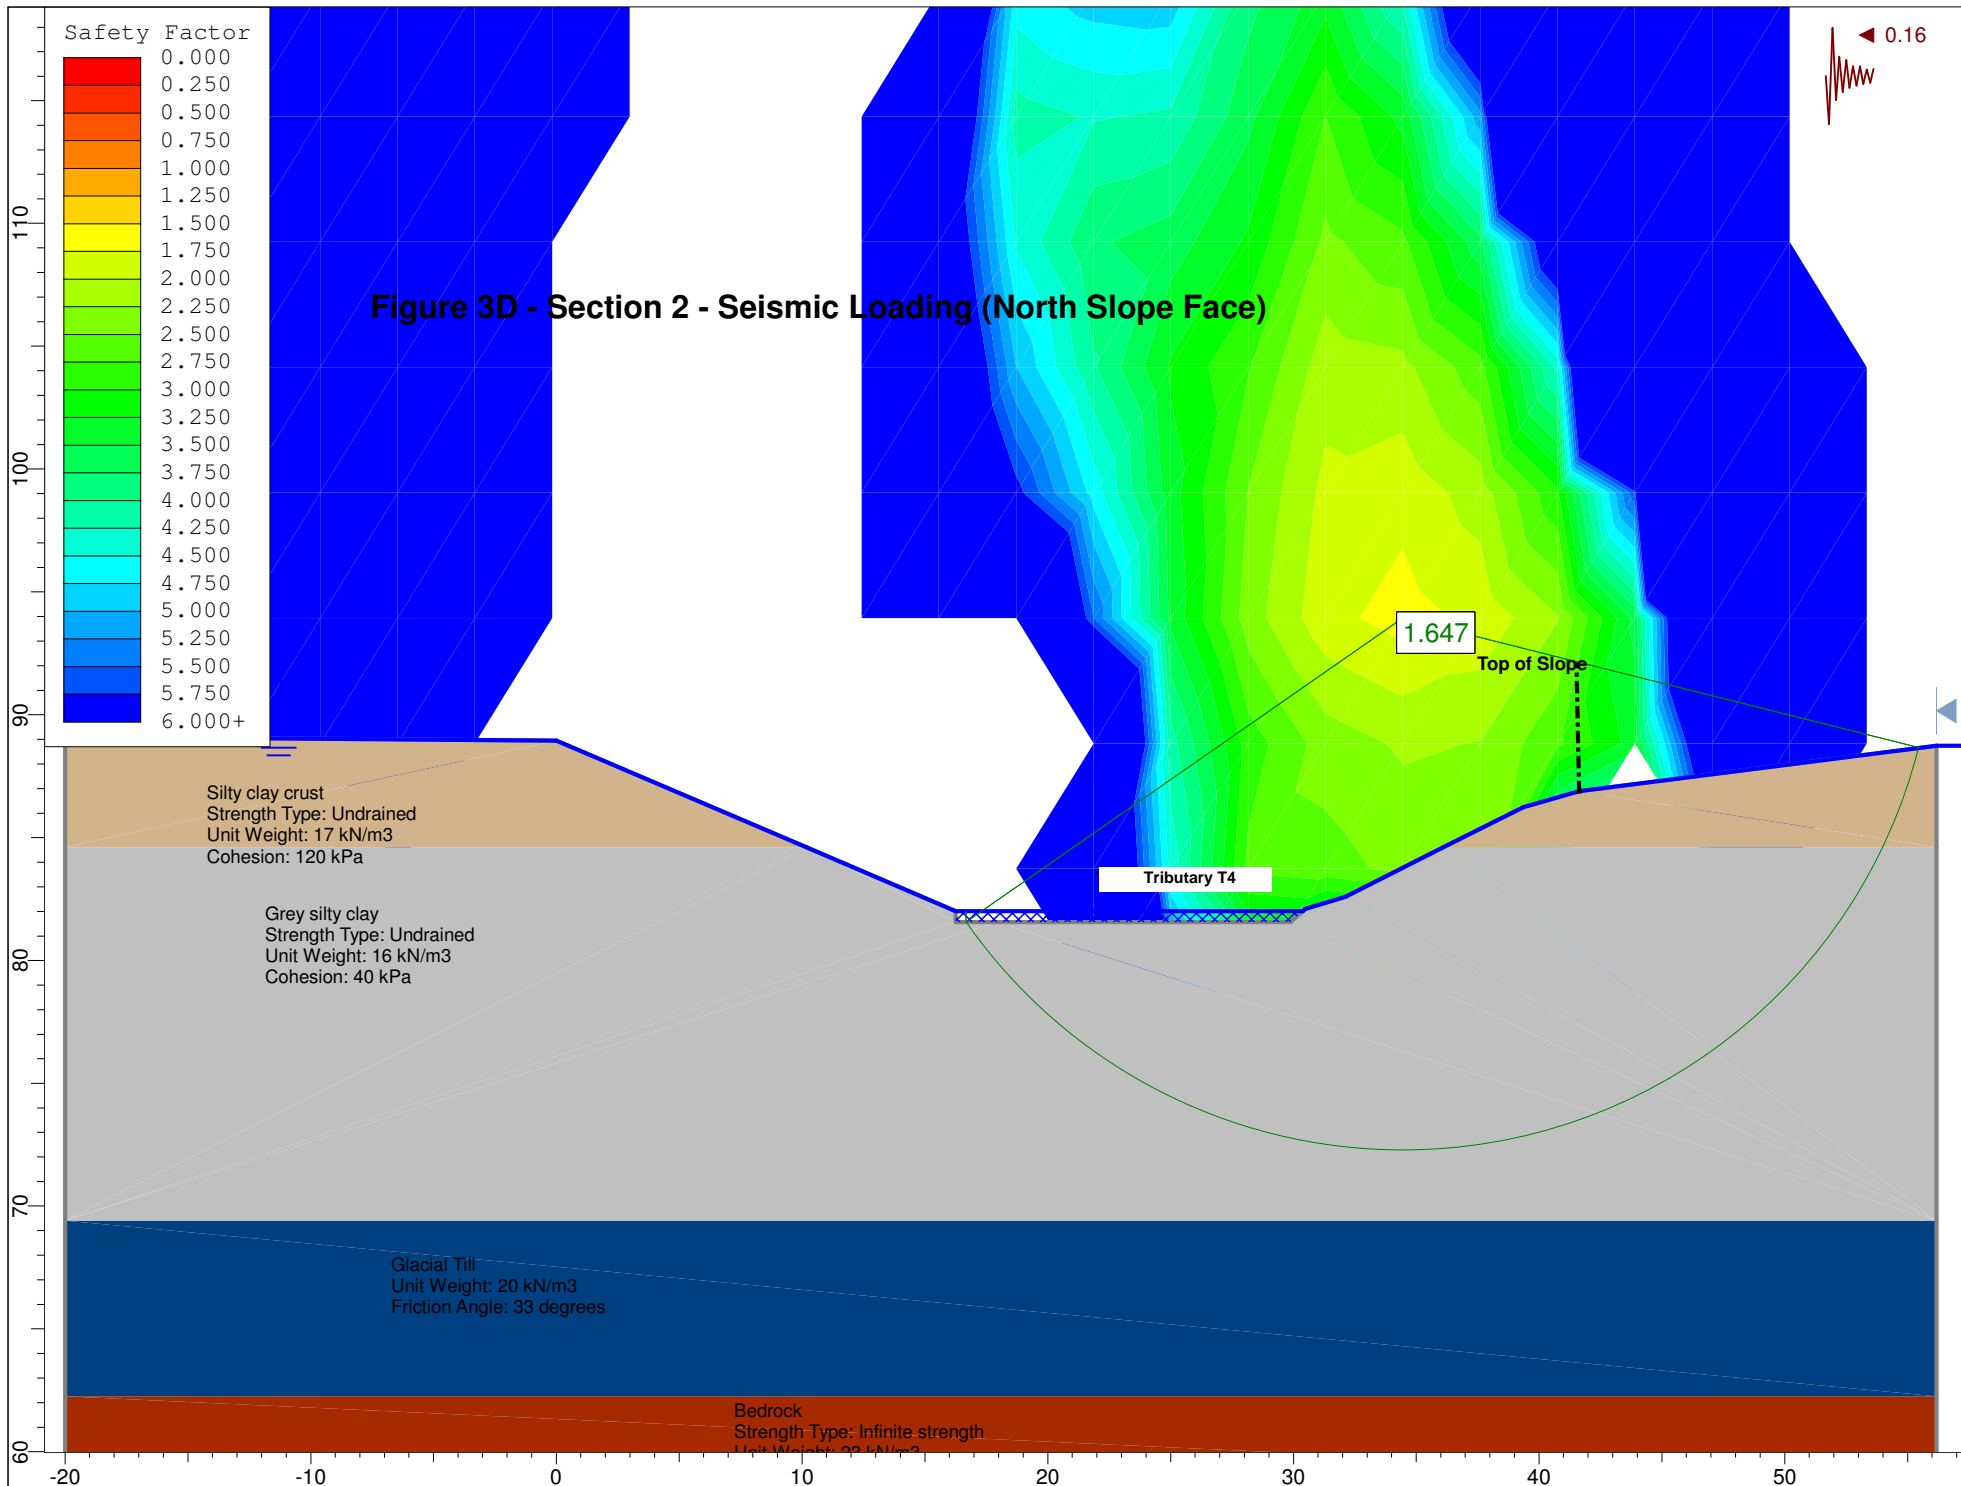 Safety Factor
0.000
0.250
0.500
0.750
1.000
1.250
1.500
1.750
2.000
2.250
2.500
2.750
3.000
3.250
3.500
3.750
4.000
4.250
4.500
4.750
5.000
5.250
5.500
5.750
6.000+
0.16
Figure 3D - Section 2 - Seismic Loading (North Slope Face)
1.647
Top of Slope
Silty clay crust
Strength Type: Undrained
Unit Weight: 17 kN/m3
Cohesion: 120 kPa
Tributary T4
Grey silty clay
Strength Type: Undrained
Unit Weight: 16 kN/m3
Cohesion: 40 kPa
Glacial Till
Unit Weight: 20 kN/m3
Friction Angle: 33 degrees
Bedrock
Strength Type: Infinite strength
Unit Weight: 23 kN/m3
110
100
90
80
70
60
-20
-10
0
10
20
30
40
50